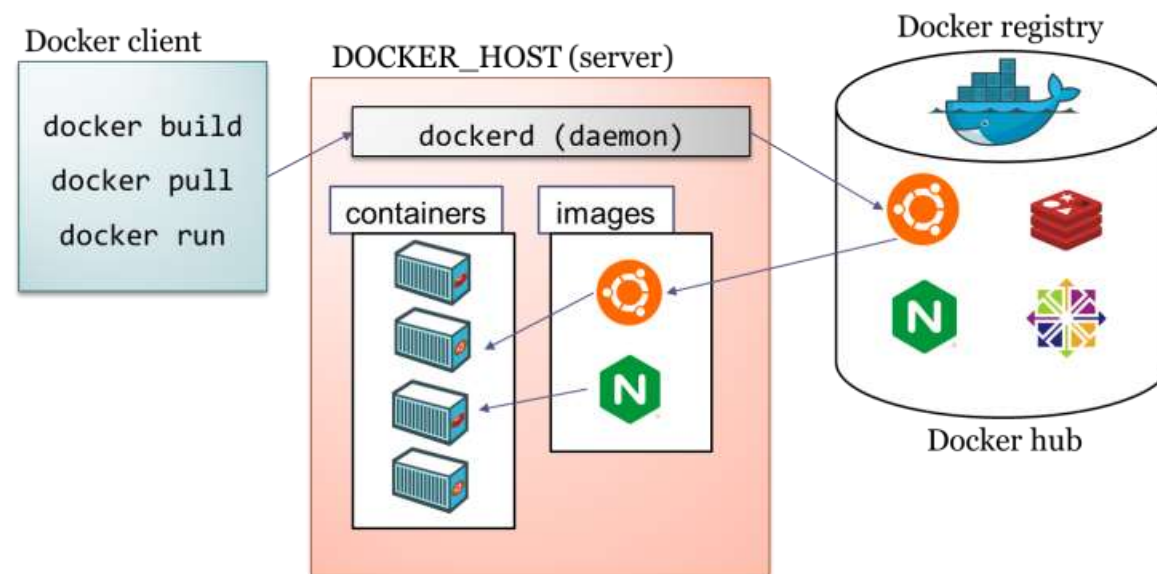 Docker client
docker build
docker pull
docker run
DOCKER_HOST (server)
dockerd (daemon)
containers
images
N
Docker registry
N
Docker hub